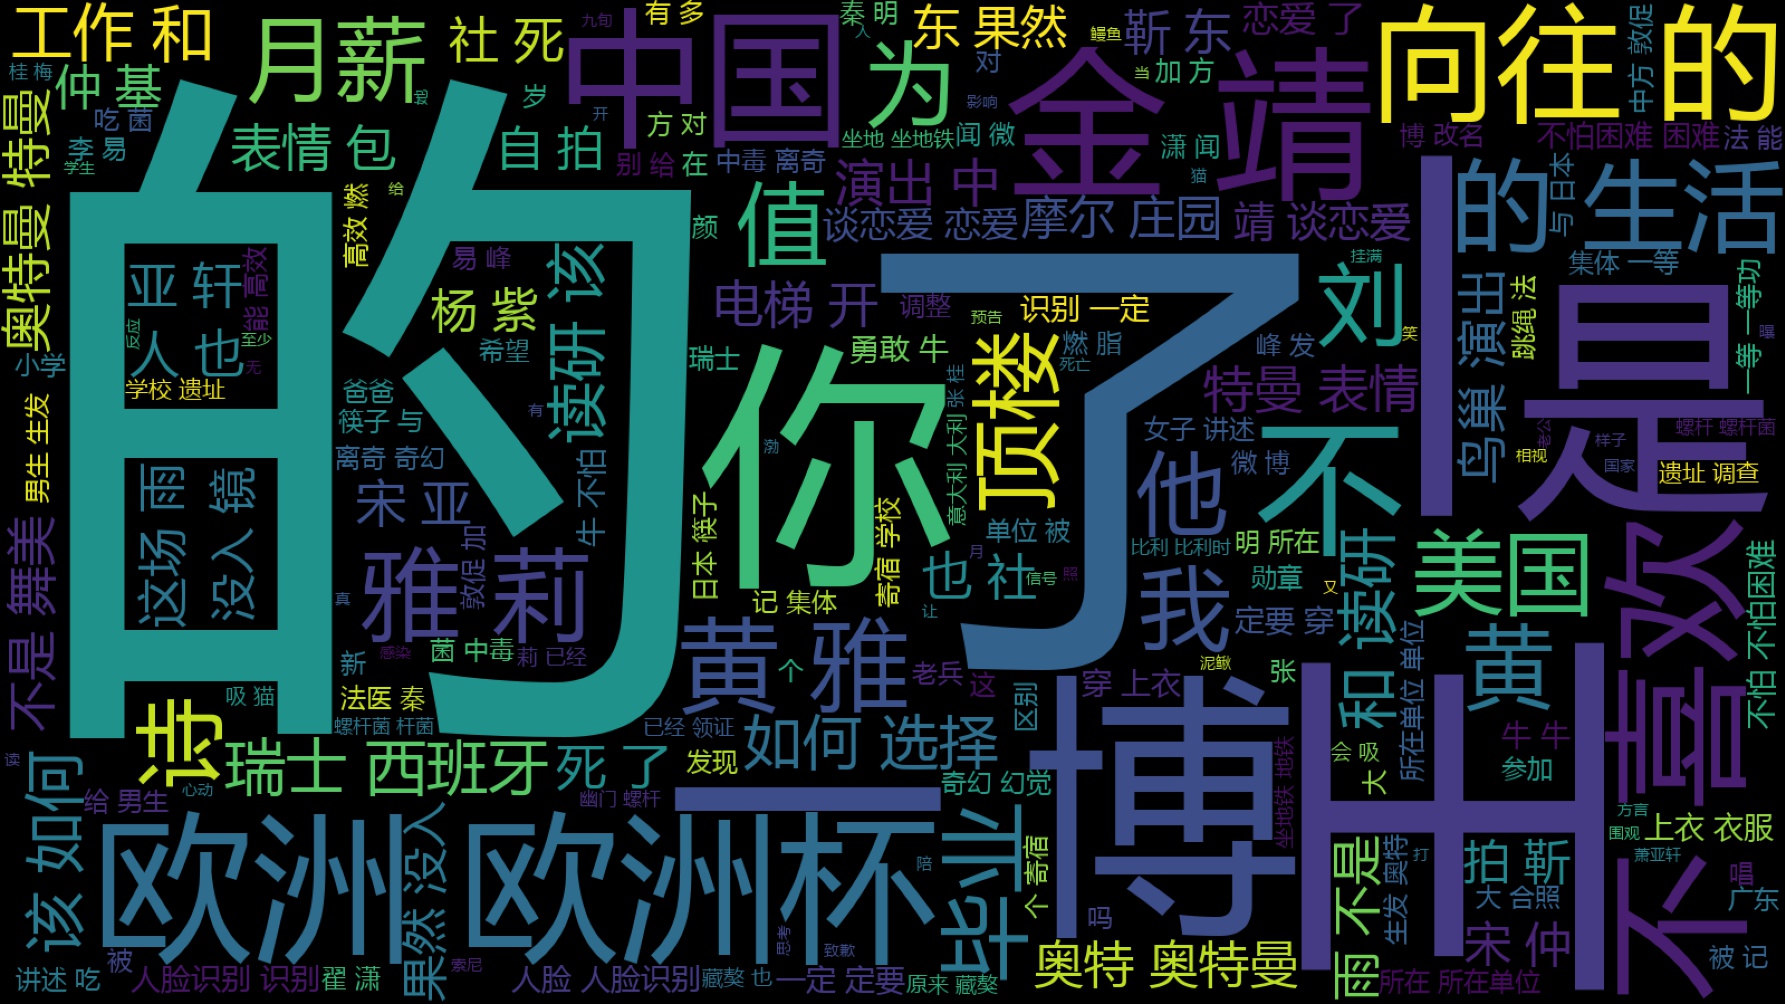 工作 和
月薪
社 死
九旬
有 多
秦 明
人
东 果然
鳗鱼
靳 东
恋爱 了
向往 的
中方 敦促
桂 梅
仲 基
中国
为
对
当
加 方
金 靖
奥特曼 特曼
吃 菌
岁
开
影响
李 易
学生
表情 包
自 拍
方 对
坐地 坐地铁
闻 微
潇 闻
博 改名
不怕困难 困难
法 能
别 给
在
中毒 离奇
演出 中
猫
的
高效 燃
给
颜
值
谈恋爱 恋爱
摩尔 庄园
靖 谈恋爱
的 生活
与 日本
亚 轩
能 高效
易 峰
读研 该
挂满
集体 一等
一等 一等功
杨 紫
电梯 开
调整
识别 一定
刘
演出
鸟巢
跳绳 法
是
曝
反应
人 也
至少
希望
预告
燃 脂
峰 发
笑
小学
无
瑞士
勇敢 牛
死亡
学校 遗址
爸爸
你
顶楼
了
特曼 表情
张 桂
男生 生发
筷子 与
有
女子 讲述
不
老公
样子
螺杆 螺杆菌
离奇 奇幻
渤
意大利 大利
他
微 博
相视
国家
遗址 调查
这场 雨
没入 镜
宋 亚
牛 不怕
日本 筷子
寄宿 学校
单位 被
比利 比利时
明 所在
读研
和
美国
不是 舞美
雅 莉
敦促 加
月
也 社
信号
照
勋章
又
喜欢
不怕 不怕困难
真
记 集体
让
我
定要 穿
所在单位 单位
黄
感染
菌 中毒
莉 已经
黄 雅
新
个
老兵
这
泥鳅
张
穿 上衣
吸 猫
法医 秦
诗
螺杆菌 杆菌
已经 领证
如何 选择
区别
博
牛 牛
会 吸
读
该 如何
瑞士 西班牙
死 了
发现
奇幻 幻觉
坐地铁 地铁
大
参加
心动
给 男生
幽门 螺杆
方言
围观
上衣 衣服
欧洲 欧洲杯
果然 没入
毕业
个 寄宿
雨 不是
生发 奥特
打
拍 靳
萧亚轩
不
唱
陪
大 合照
广东
吗
思考
致歉
宋 仲
讲述 吃
被
人脸识别 识别
翟 潇
索尼
人脸 人脸识别
藏獒 也
一定 定要
原来 藏獒
奥特 奥特曼
所在 所在单位
被 记